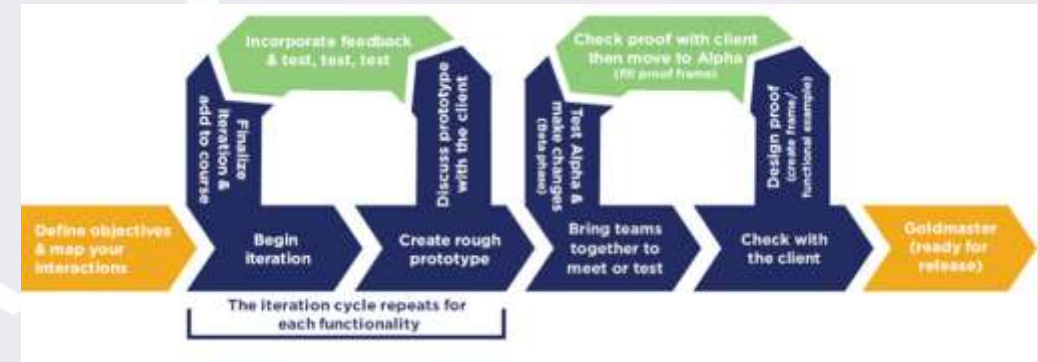 Incorporate feedback
& test, test, test
Check proof with client
then move to Alpha
(fill proof frame)
Finalize
iteration &
add to course
Discuss prototype
with the client
Test Alpha &
make changes
(Beta phase)
Design proof
(create frame/
functional example)
Define objectives
& map your
interactions
Begin
iteration
Create rough
prototype
Bring teams
together to
meet or test
Check with
the client
Goldmaster
(ready for
release)
The iteration cycle repeats for
each functionality